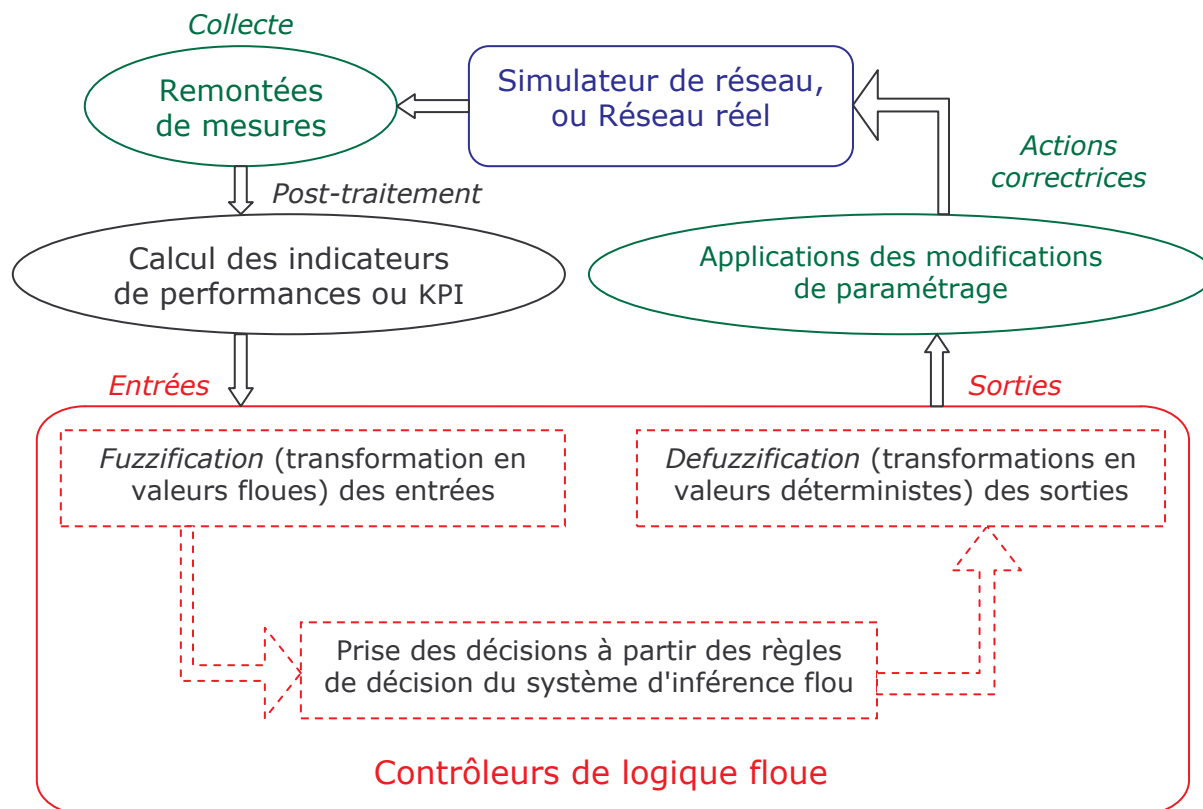 Collecte
Remontées
de mesures
Simulateur de réseau,
ou Réseau réel
Actions
correctrices
Post-traitement
Calcul des indicateurs
de performances ou KPI
Applications des modifications
de paramétrage
Entrées
Sorties
Fuzzification (transformation en
valeurs floues) des entrées
Defuzzification (transformations en
valeurs déterministes) des sorties
Prise des décisions à partir des règles
de décision du système d'inférence flou
Contrôleurs de logique floue